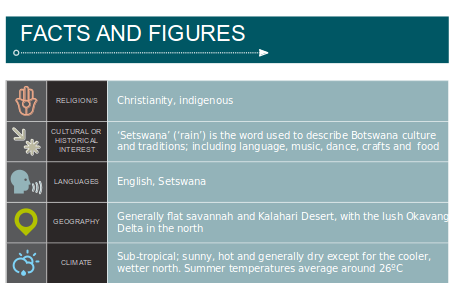 FACTS AND FIGURES
RELIGION/S
Christianity, indigenous
CULTURAL OR
HISTORICAL
INTEREST
‘Setswana’ (‘rain’) is the word used to describe Botswana culture
and traditions; including language, music, dance, crafts and food
LANGUAGES
English, Setswana
GEOGRAPHY
Generally flat savannah and Kalahari Desert, with the lush Okavang
Delta in the north
CLIMATE
Sub-tropical; sunny, hot and generally dry except for the cooler,
wetter north. Summer temperatures average around 26ºC